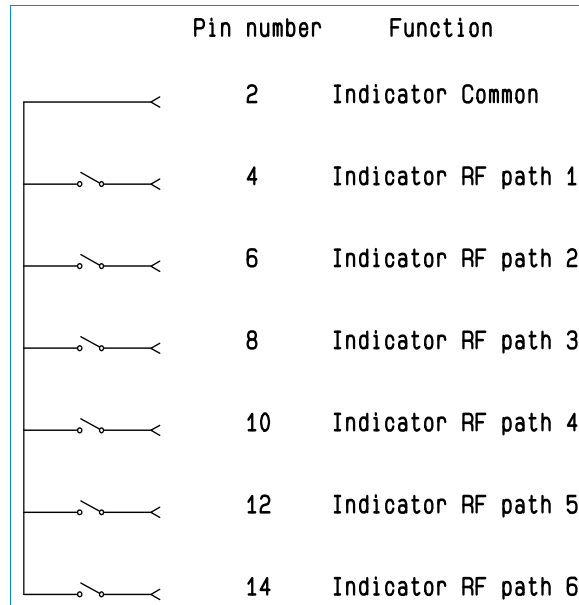 Pin number Function
2 Indicator Common
4 Indicator RF path 1
6 Indicator RF path 2
8 Indicator RF path 3
10 Indicator RF path 4
12 Indicator RF path 5
14 Indicator RF path 6